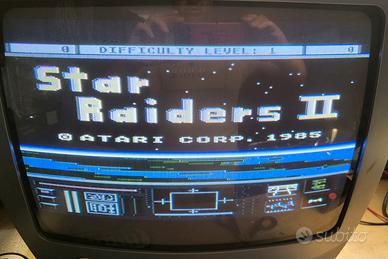 0 DIFFICULTY LEVEL: 1 0
Star
Raiders II
© ATARI CORP. 1985
subito